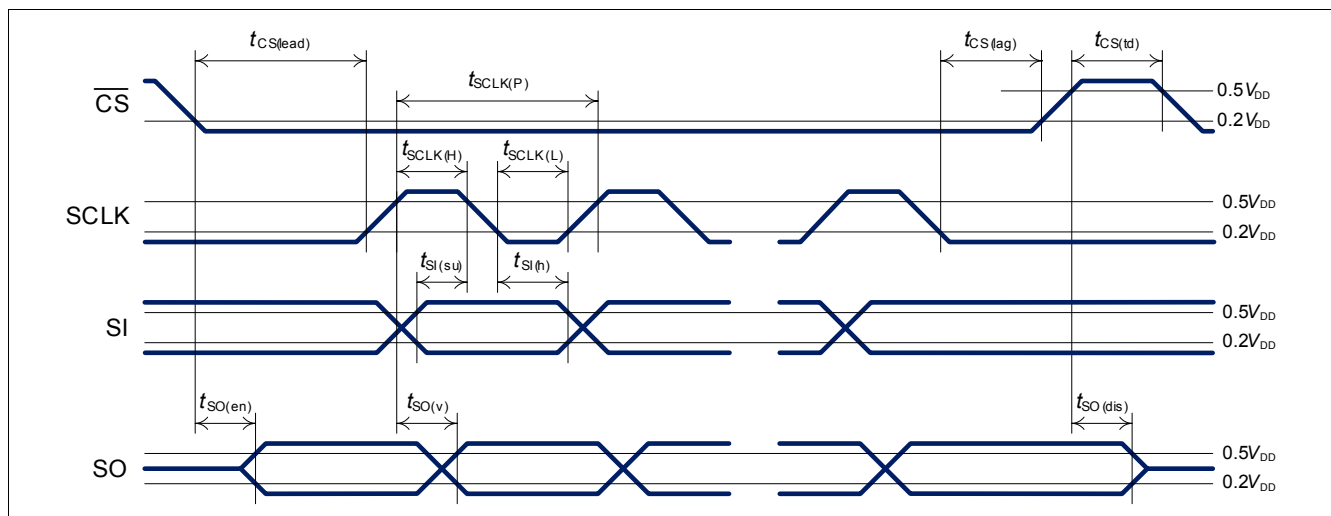 tCS(lead)
tCS(lag)
tCS(td)
tSCLK(P)
CS
0.5VDD
0.2VDD
tSCLK(H)
tSCLK(L)
SCLK
0.5VDD
0.2VDD
tSI(su)
tSI(h)
SI
0.5VDD
0.2VDD
tSO(en)
tSO(v)
tSO(dis)
SO
0.5VDD
0.2VDD